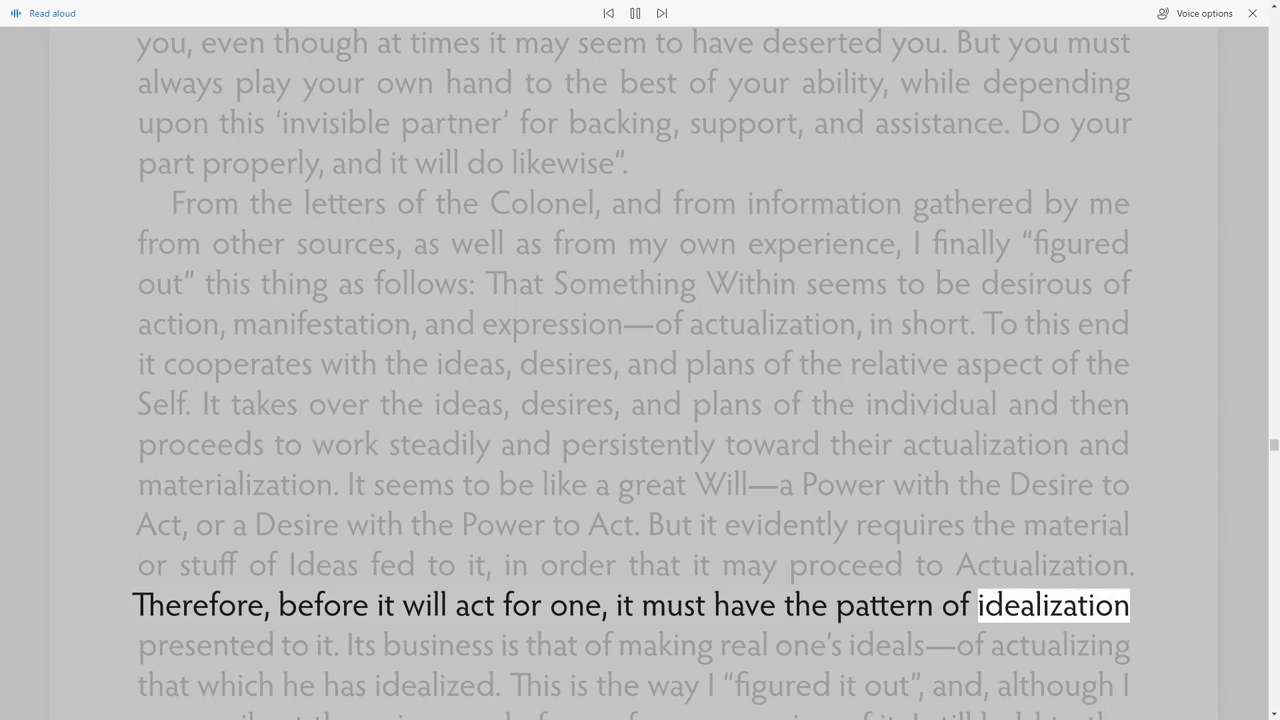 Read aloud
Voice options
you, even though at times it may seem to have deserted you. But you must
always play your own hand to the best of your ability, while depending
upon this ‘invisible partner’ for backing, support, and assistance. Do your
part properly, and it will do likewise”.
From the letters of the Colonel, and from information gathered by me
from other sources, as well as from my own experience, I finally “figured
out” this thing as follows: That Something Within seems to be desirous of
action, manifestation, and expression—of actualization, in short. To this end
it cooperates with the ideas, desires, and plans of the relative aspect of the
Self. It takes over the ideas, desires, and plans of the individual and then
proceeds to work steadily and persistently toward their actualization and
materialization. It seems to be like a great Will—a Power with the Desire to
Act, or a Desire with the Power to Act. But it evidently requires the material
or stuff of Ideas fed to it, in order that it may proceed to Actualization.
Therefore, before it will act for one, it must have the pattern of idealization
presented to it. Its business is that of making real one’s ideals—of actualizing
that which he has idealized. This is the way I “figured it out”, and, although I